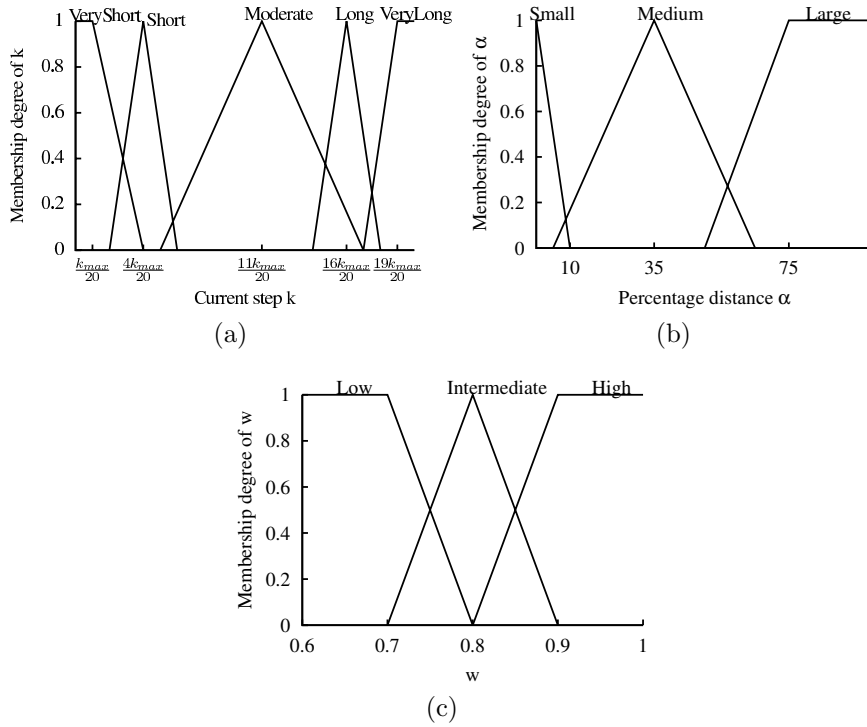 VeryShort Short Moderate Long VeryLong
Membership degree of k
1
0.8
0.6
0.4
0.2
0
k_max/20 4k_max/20 11k_max/20 16k_max/20 19k_max/20
Current step k
(a)
Small Medium Large
Membership degree of α
1
0.8
0.6
0.4
0.2
0
10 35 75
Percentage distance α
(b)
Low Intermediate High
Membership degree of w
1
0.8
0.6
0.4
0.2
0
0.6 0.7 0.8 0.9 1
w
(c)